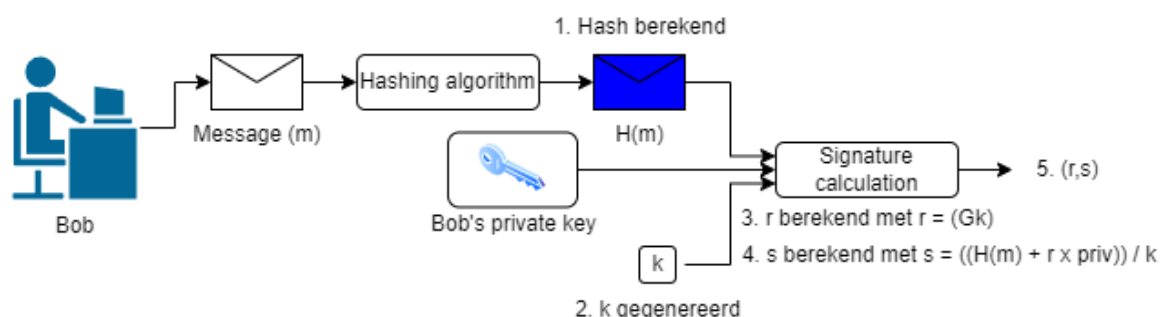 1. Hash berekend
Hashing algorithm
Message (m)
H(m)
Signature
calculation
5. (r,s)
Bob
Bob's private key
3. r berekend met r = (Gk)
4. s berekend met s = ((H(m) + r x priv)) / k
k
2. k gegenereerd